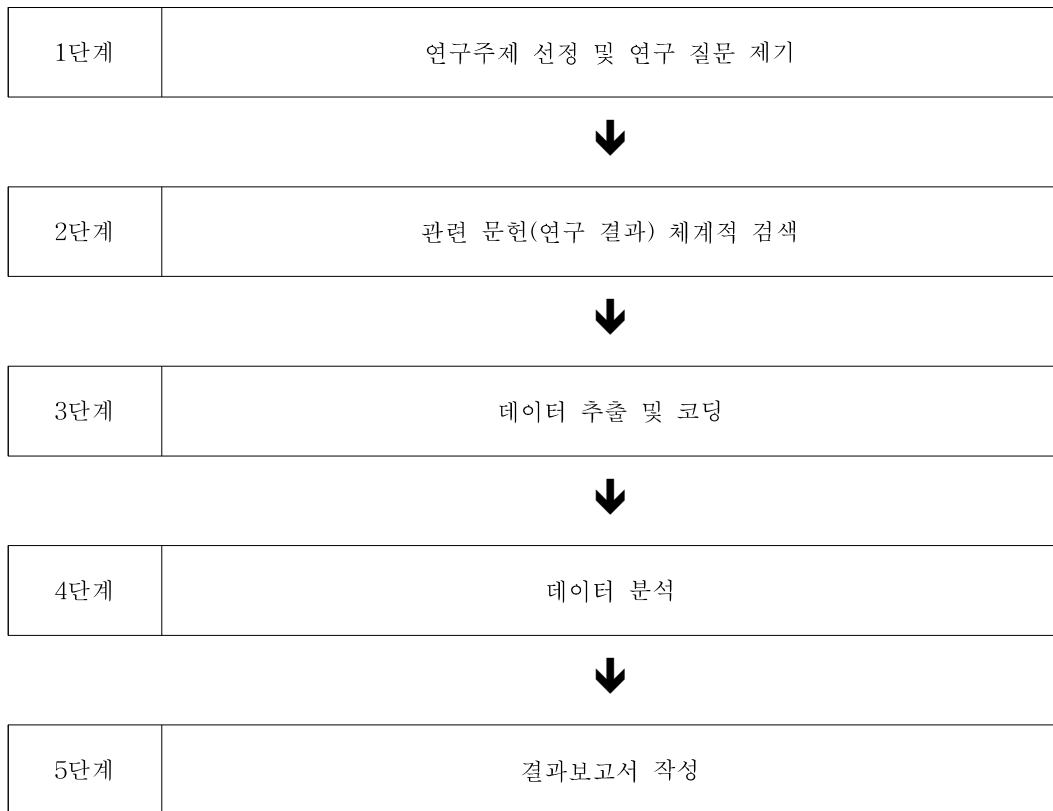 1단계 연구주제 선정 및 연구 질문 제기
2단계 관련 문헌(연구 결과) 체계적 검색
3단계 데이터 추출 및 코딩
4단계 데이터 분석
5단계 결과보고서 작성